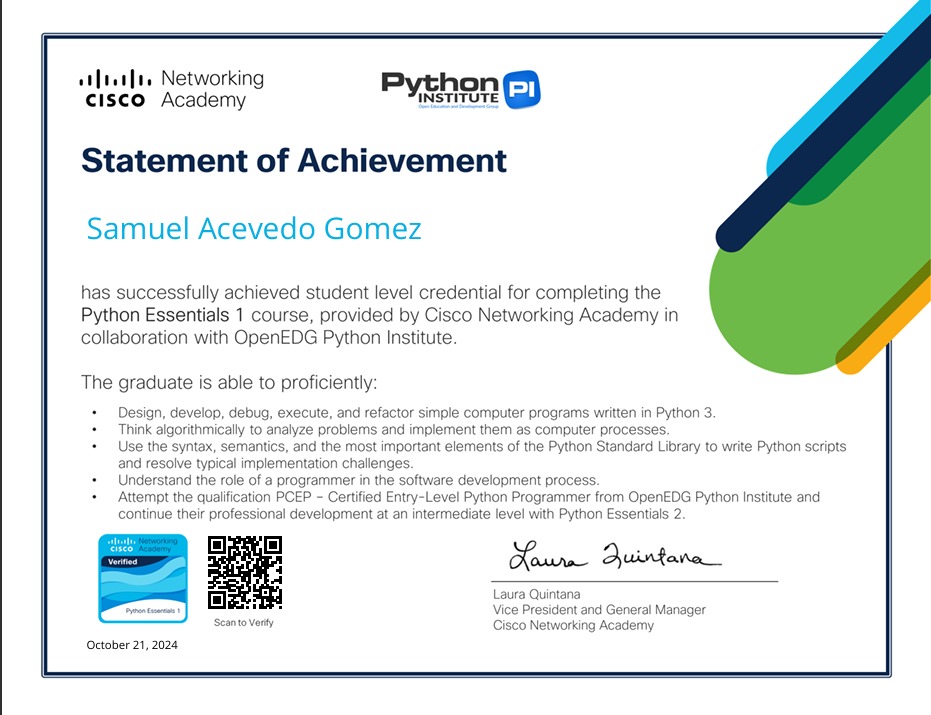 CISCO
Networking
Academy
Python
INSTITUTE
Open Education and Development Group
PI
Statement of Achievement
Samuel Acevedo Gomez
has successfully achieved student level credential for completing the
Python Essentials 1 course, provided by Cisco Networking Academy in
collaboration with OpenEDG Python Institute.
The graduate is able to proficiently:
• Design, develop, debug, execute, and refactor simple computer programs written in Python 3.
• Think algorithmically to analyze problems and implement them as computer processes.
• Use the syntax, semantics, and the most important elements of the Python Standard Library to write Python scripts
and resolve typical implementation challenges.
• Understand the role of a programmer in the software development process.
• Attempt the qualification PCEP – Certified Entry-Level Python Programmer from OpenEDG Python Institute and
continue their professional development at an intermediate level with Python Essentials 2.
CISCO
Networking
Academy
Verified
Python Essentials 1
Scan to Verify
October 21, 2024
Laura Quintana
Laura Quintana
Vice President and General Manager
Cisco Networking Academy